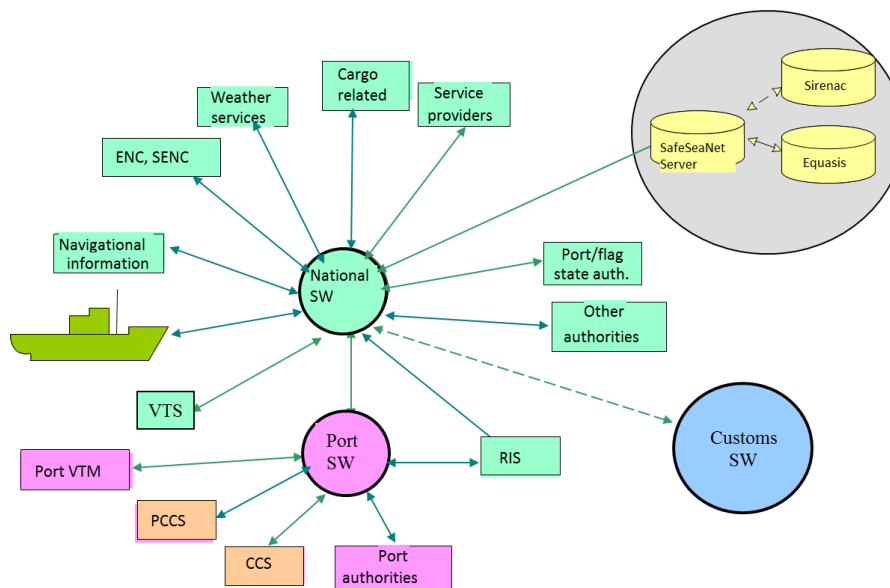 Cargo
related
Weather
services
Service
providers
Sirenac
SafeSeaNet
Server
Equasis
ENC, SENC
Navigational
information
National
SW
Port/flag
state auth.
Other
authorities
VTS
Port
SW
RIS
Customs
SW
Port VTM
PCCS
CCS
Port
authorities